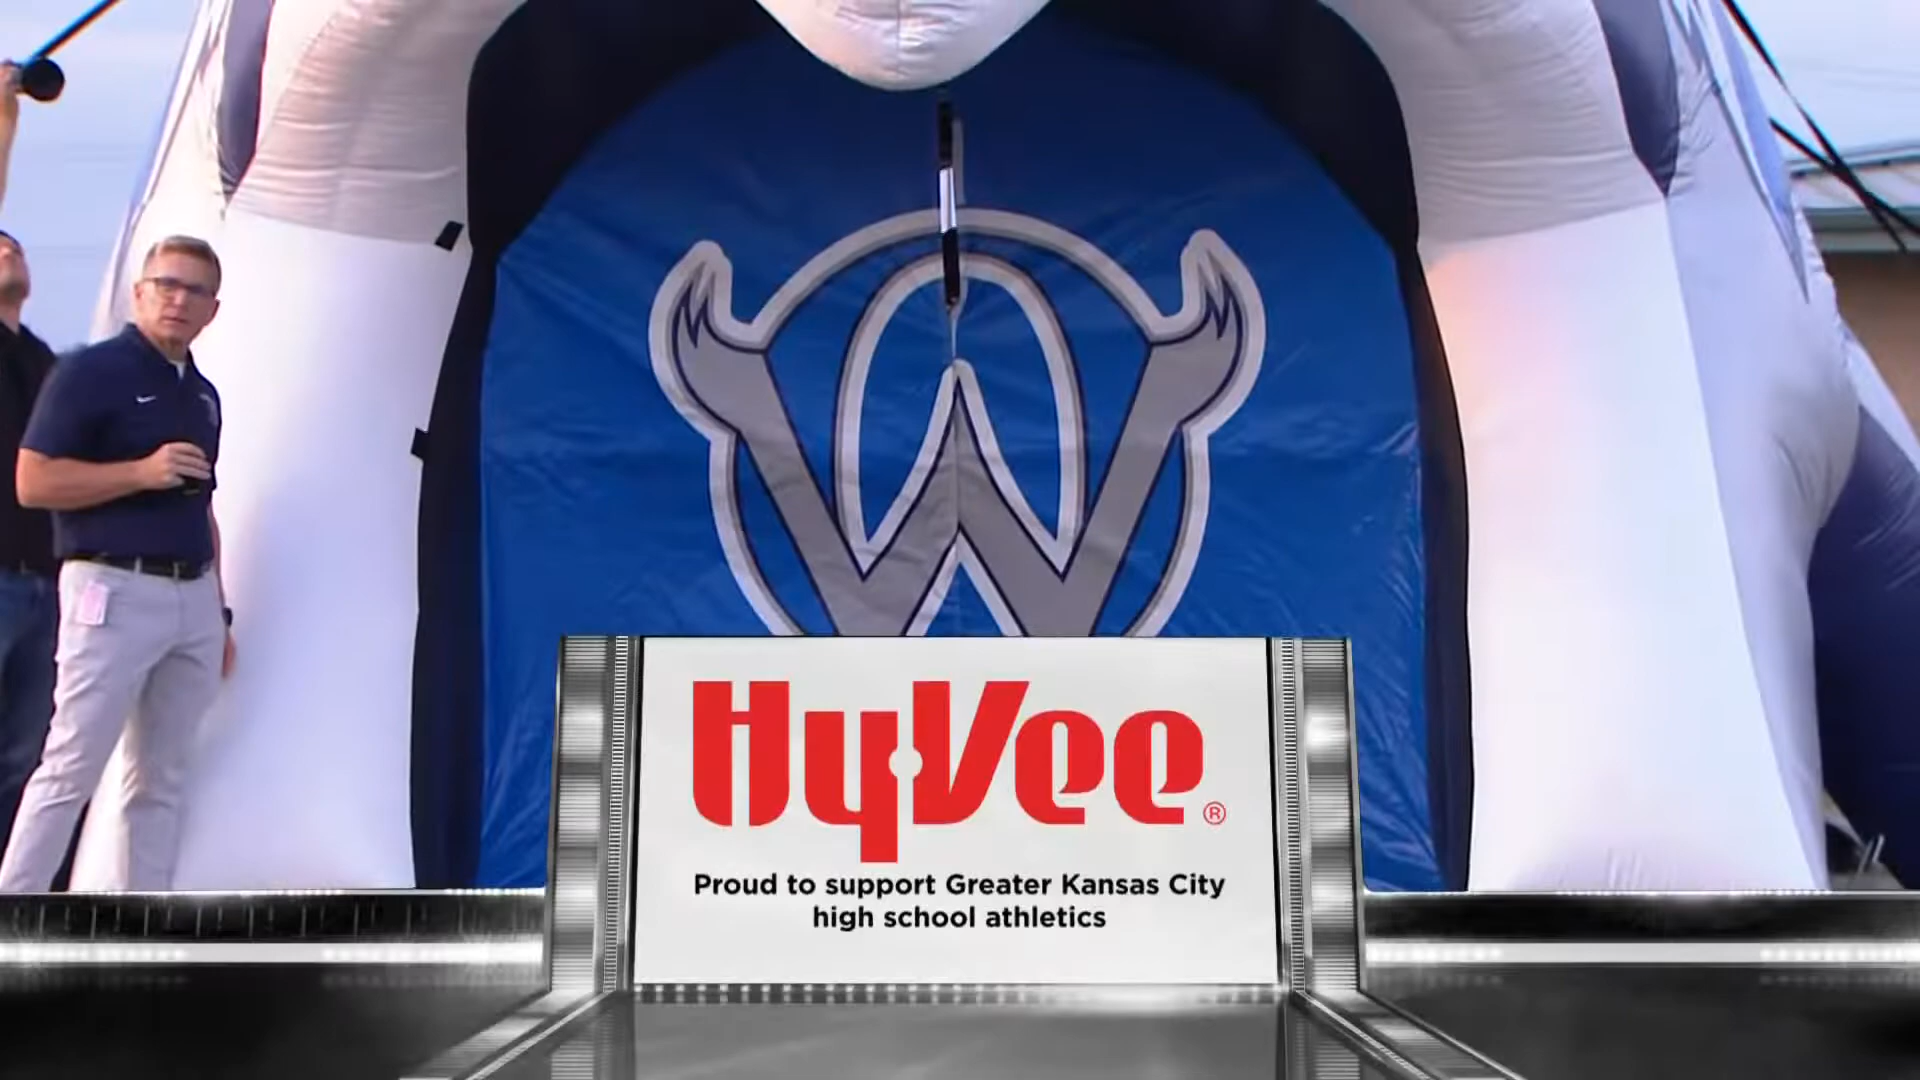 W
HyVee®
Proud to support Greater Kansas City
high school athletics